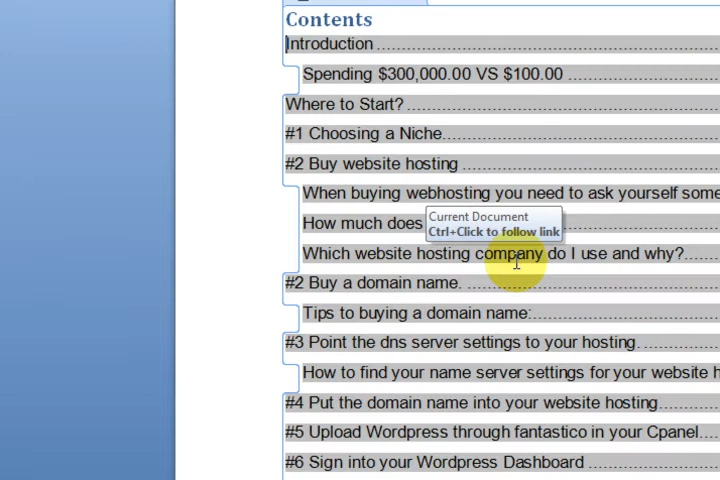 Contents
Introduction ....................................................................
Spending $300,000.00 VS $100.00 ..............................
Where to Start? ..............................................................
#1 Choosing a Niche.......................................................
#2 Buy website hosting ...................................................
When buying webhosting you need to ask yourself some
How much does
Current Document
Ctrl+Click to follow link
Which website hosting company do I use and why?.......
#2 Buy a domain name. ..................................................
Tips to buying a domain name:.....................................
#3 Point the dns server settings to your hosting. ...............
How to find your name server settings for your website h
#4 Put the domain name into your website hosting...........
#5 Upload Wordpress through fantastico in your Cpanel....
#6 Sign into your Wordpress Dashboard .........................